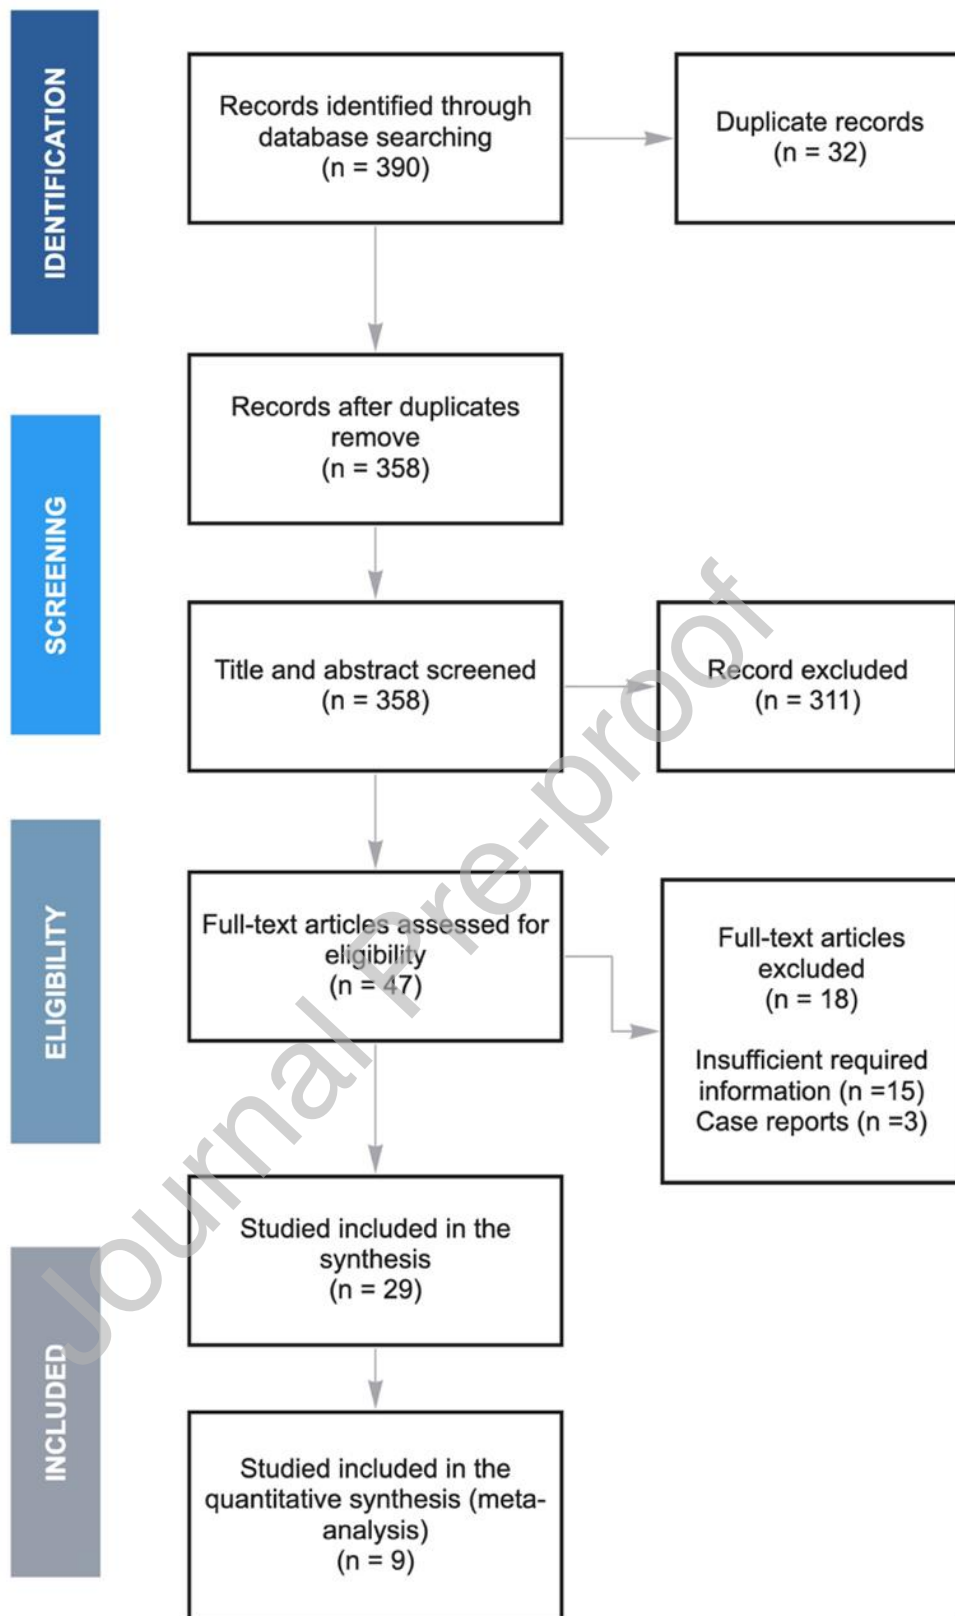 IDENTIFICATION
Records identified through
database searching
(n = 390)
Duplicate records
(n = 32)
Records after duplicates
remove
(n = 358)
SCREENING
Title and abstract screened
(n = 358)
Record excluded
(n = 311)
ELIGIBILITY
Full-text articles assessed for
eligibility
(n = 47)
Full-text articles
excluded
(n = 18)
Insufficient required
information (n =15)
Case reports (n =3)
Studied included in the
synthesis
(n = 29)
INCLUDED
Studied included in the
quantitative synthesis (meta-
analysis)
(n = 9)
Journal Pre-proof